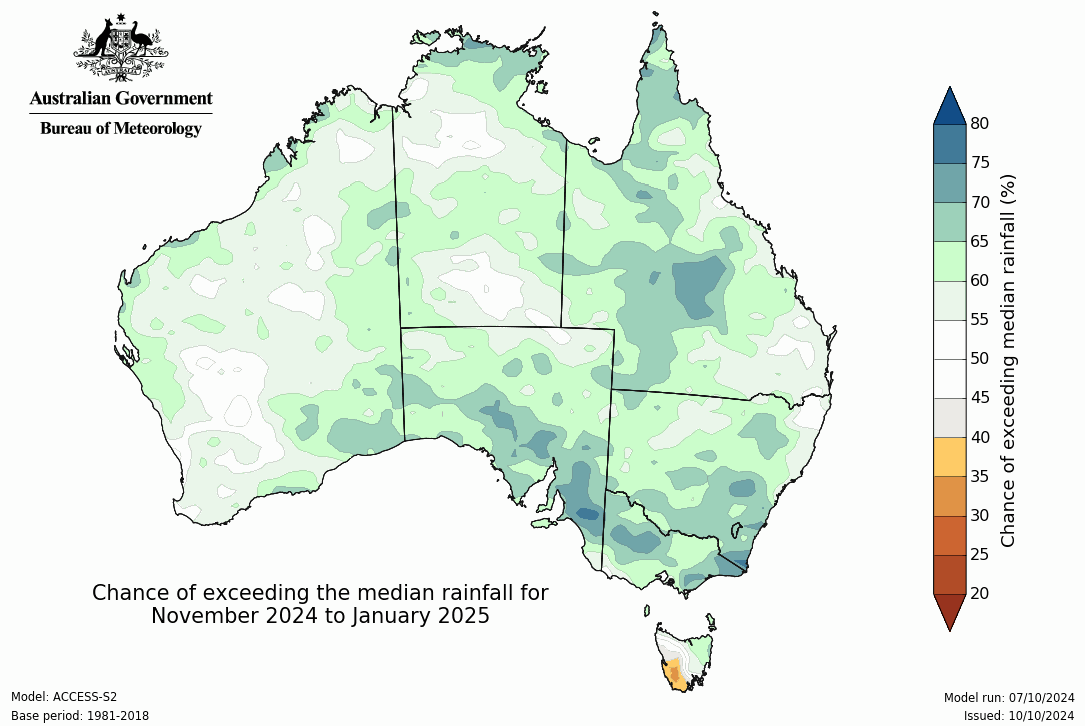 Australian Government
Bureau of Meteorology
80
75
70
65
60
55
50
45
40
35
30
25
20
Chance of exceeding median rainfall (%)
Chance of exceeding the median rainfall for
November 2024 to January 2025
Model: ACCESS-S2
Base period: 1981-2018
Model run: 07/10/2024
Issued: 10/10/2024